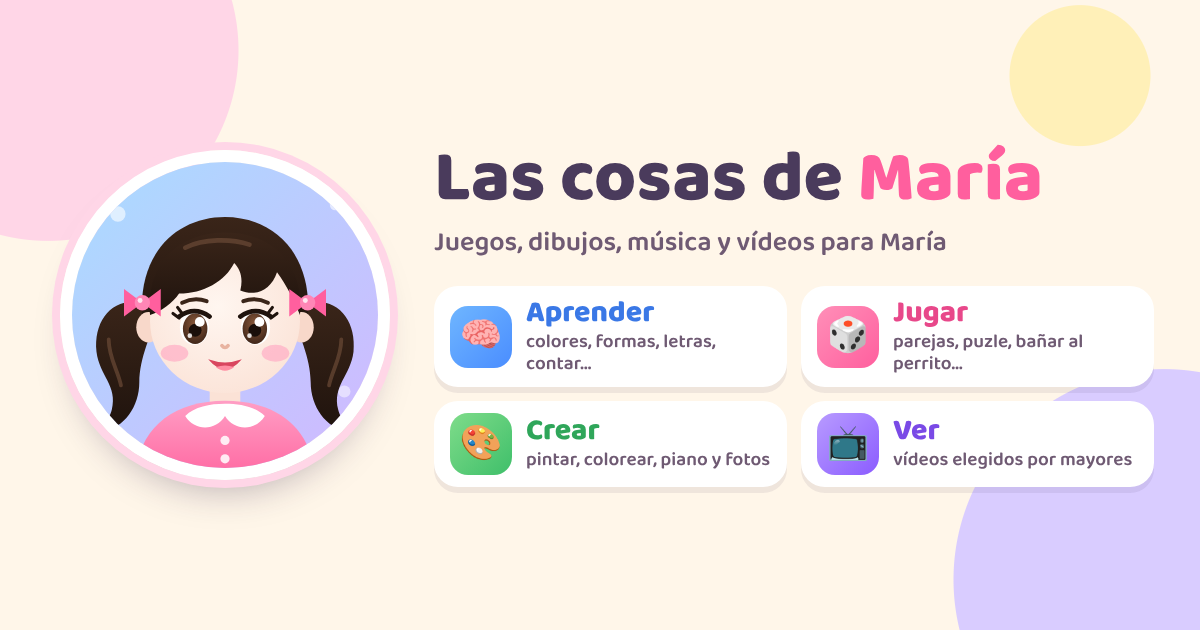 Las cosas de María
Juegos, dibujos, música y vídeos para María
Aprender
colores, formas, letras,
contar...
Jugar
parejas, puzle, bañar al
perrito...
Crear
pintar, colorear, piano y fotos
Ver
vídeos elegidos por mayores